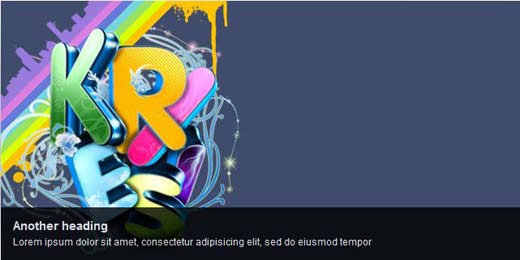 KR/
ES
Another heading
Lorem ipsum dolor sit amet, consectetur adipisicing elit, sed do eiusmod tempor